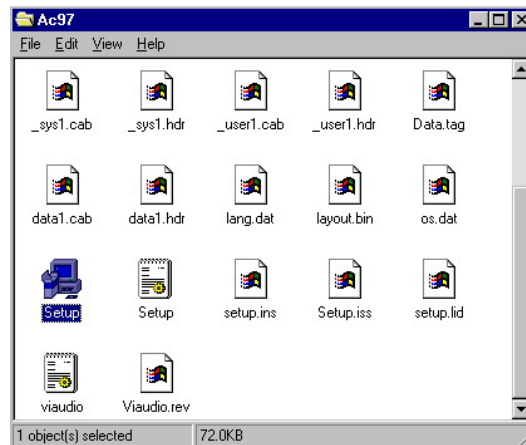 Ac97
File Edit View Help
_sys1.cab _sys1.hdr _user1.cab _user1.hdr Data.tag
data1.cab data1.hdr lang.dat layout.bin os.dat
Setup Setup setup.ins Setup.iss setup.lid
viaudio Viaudio.rev
1 object(s) selected 72.0KB